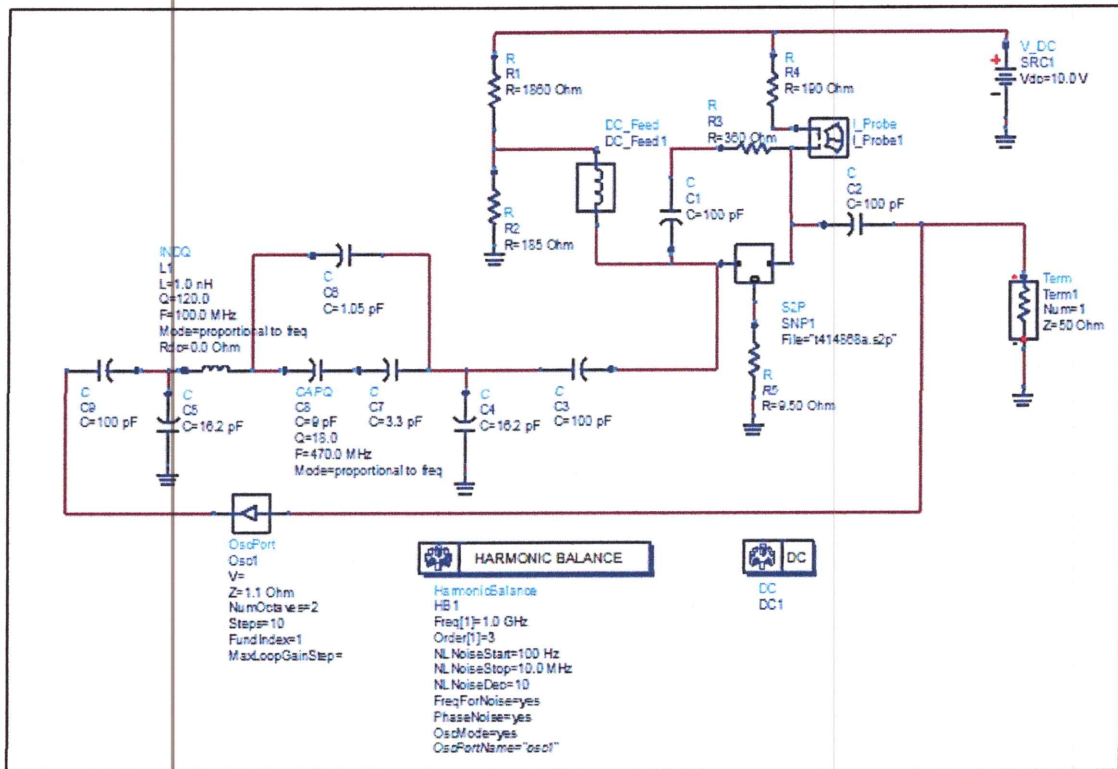 R
R1
R=1860 Ohm
R
R4
R=190 Ohm
V_DC
SRC1
Vdc=10.0 V
DC_Feed
DC_Feed1
R
R3
R=360 Ohm
I_Probe
I_Probe1
C
C1
C=100 pF
C
C2
C=100 pF
R
R2
R=185 Ohm
INDQ
L1
L=1.0 nH
Q=120.0
F=100.0 MHz
Mode=proportional to freq
Rdc=0.0 Ohm
C
C6
C=1.05 pF
S2P
SNP1
File="t414868a.s2p"
Term
Term1
Num=1
Z=50 Ohm
C
C9
C=100 pF
C
C5
C=16.2 pF
CAPQ
C8
C=9 pF
Q=18.0
F=470.0 MHz
Mode=proportional to freq
C
C7
C=3.3 pF
C
C4
C=16.2 pF
C
C3
C=100 pF
R
R5
R=9.50 Ohm
OscPort
Osc1
V=
Z=1.1 Ohm
NumOctaves=2
Steps=10
FundIndex=1
MaxLoopGainStep=
HARMONIC BALANCE
HarmonicBalance
HB1
Freq[1]=1.0 GHz
Order[1]=3
NLNoiseStart=100 Hz
NLNoiseStop=10.0 MHz
NLNoiseDec=10
FreqForNoise=yes
PhaseNoise=yes
OscMode=yes
OscPortName="osc1"
DC
DC
DC1